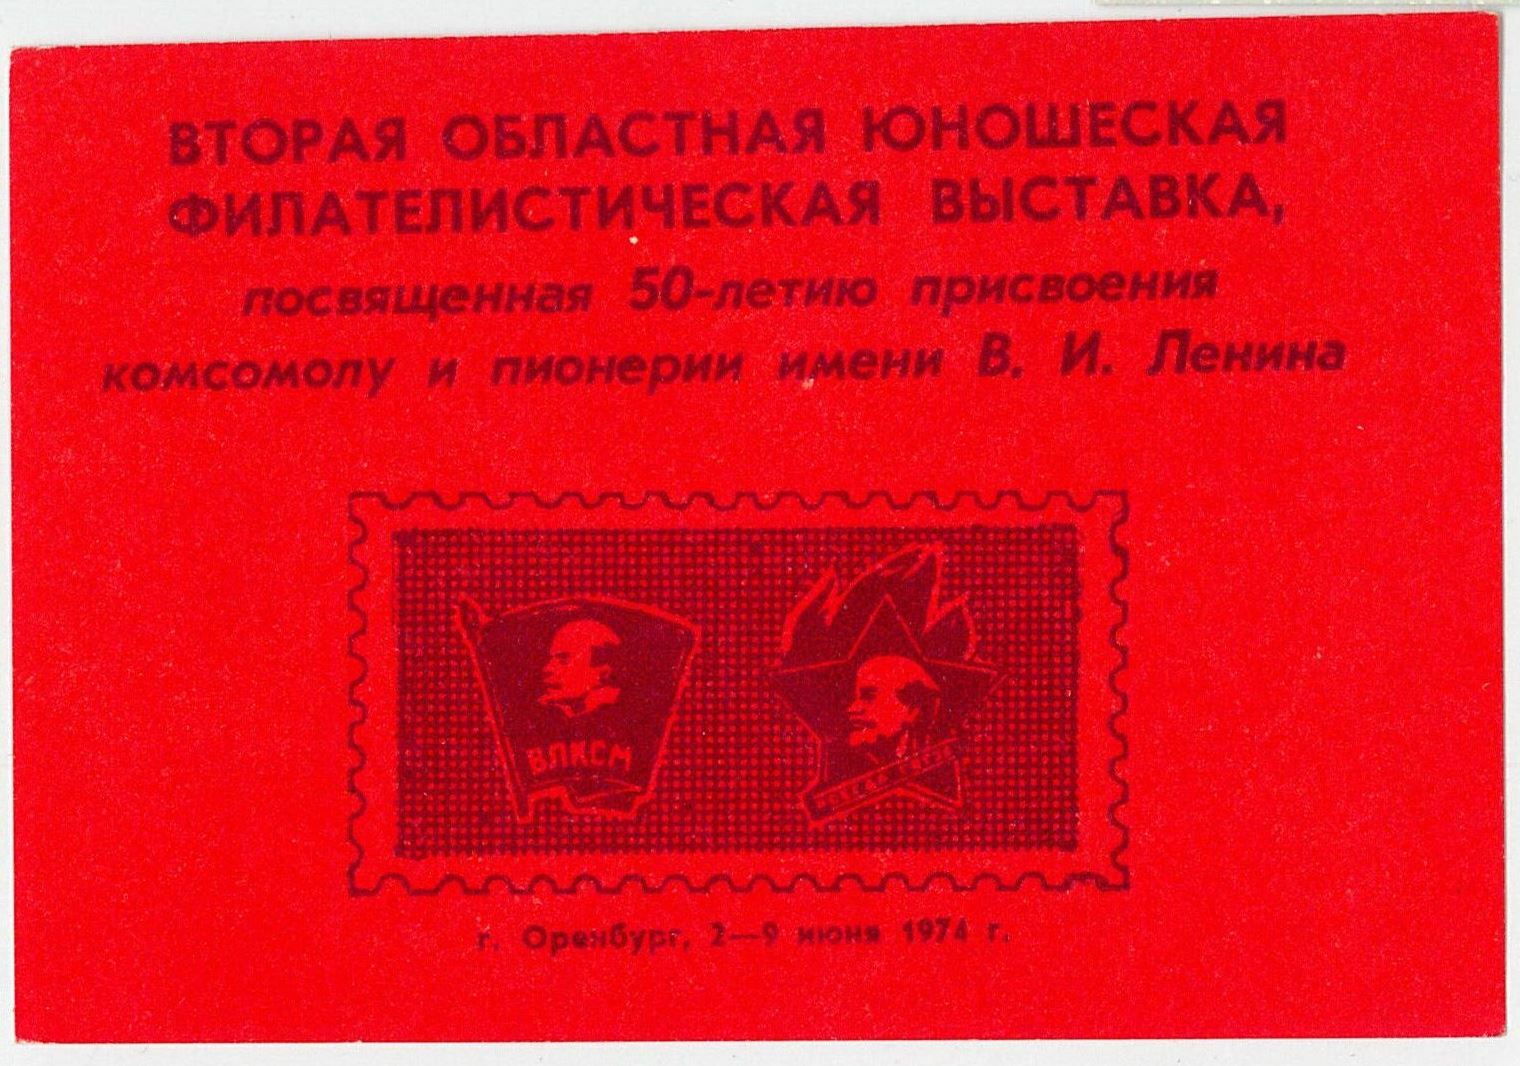 ВТОРАЯ ОБЛАСТНАЯ ЮНОШЕСКАЯ
ФИЛАТЕЛИСТИЧЕСКАЯ ВЫСТАВКА,
посвященная 50-летию присвоения
комсомолу и пионерии имени В. И. Ленина
ВЛКСМ
г. Оренбург, 2—9 июня 1974 г.